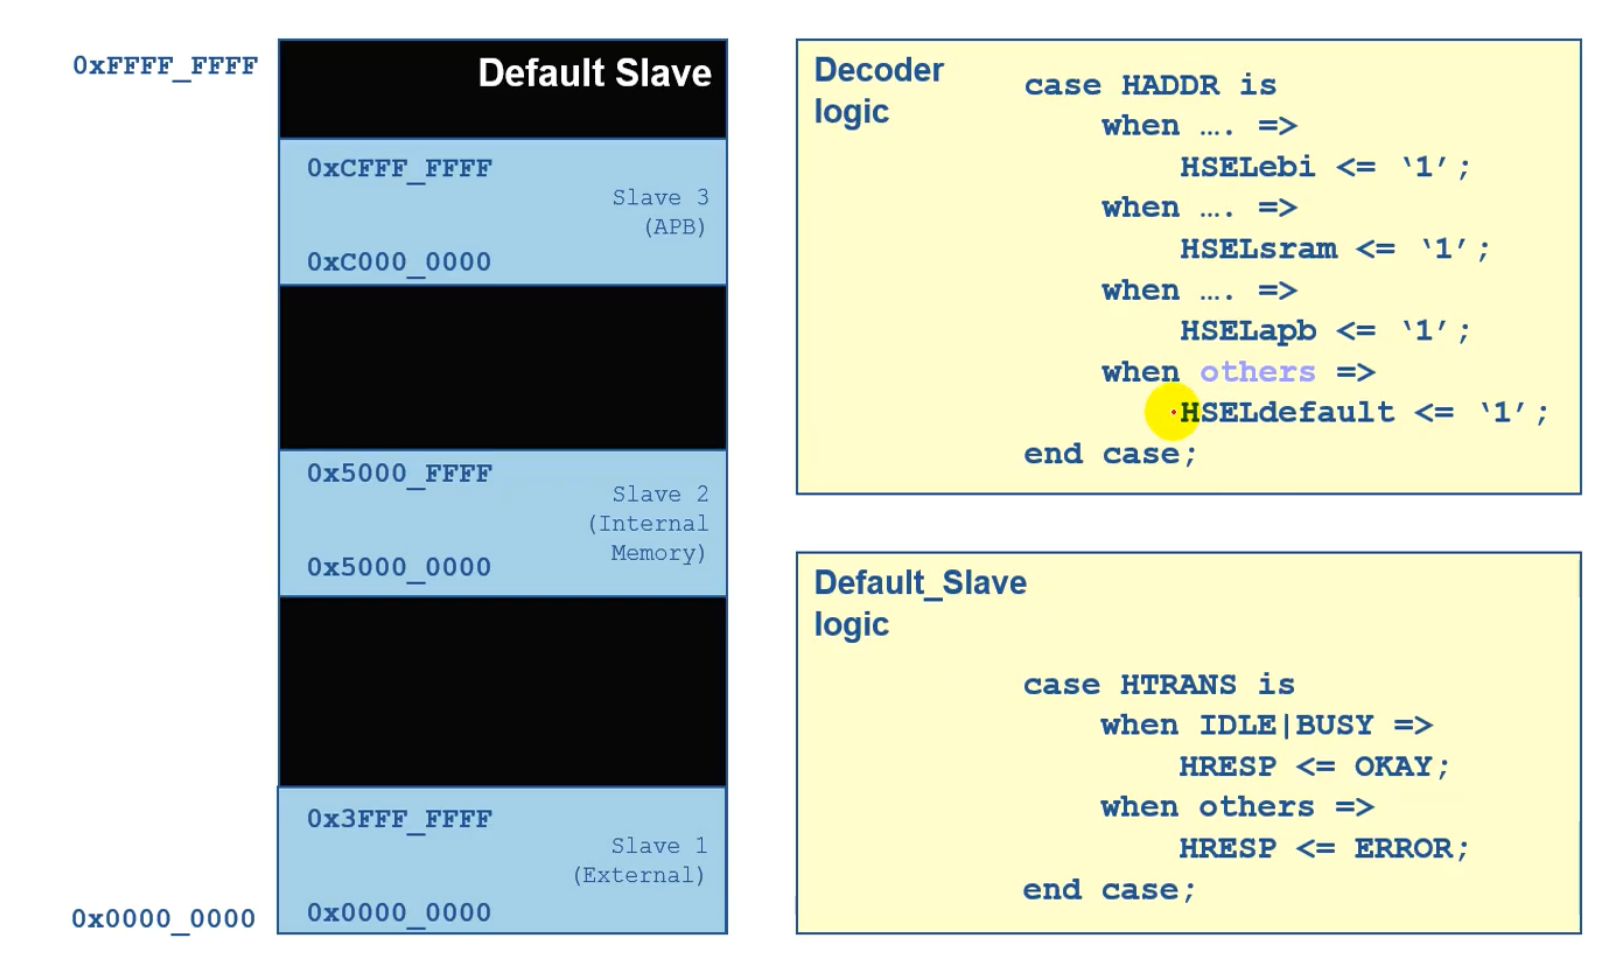 0xFFFF_FFFF
Default Slave
0xCFFF_FFFF
Slave 3
(APB)
0xC000_0000
0x5000_FFFF
Slave 2
(Internal
Memory)
0x5000_0000
0x3FFF_FFFF
Slave 1
(External)
0x0000_0000
0x0000_0000
Decoder
logic
case HADDR is
when …. =>
HSELebi <= ‘1’;
when …. =>
HSELsram <= ‘1’;
when …. =>
HSELapb <= ‘1’;
when others =>
HSELdefault <= ‘1’;
end case;
Default_Slave
logic
case HTRANS is
when IDLE|BUSY =>
HRESP <= OKAY;
when others =>
HRESP <= ERROR;
end case;